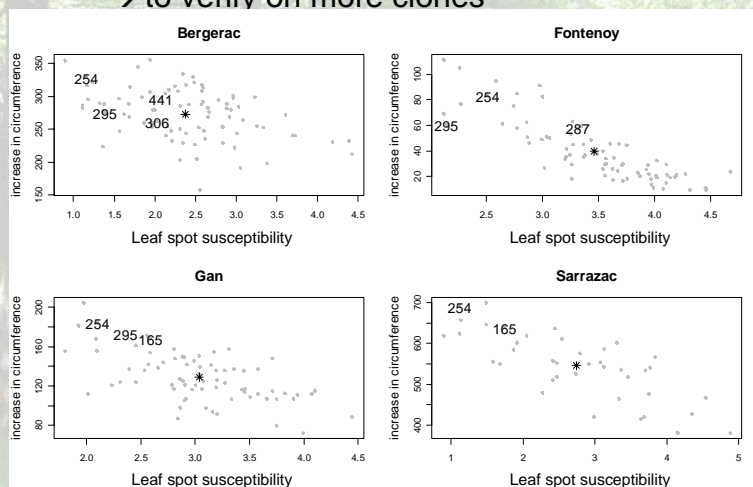 to verify on more clones
Bergerac
increase in circumference
350
300
250
200
150
254
441
295
306
1.0 1.5 2.0 2.5 3.0 3.5 4.0 4.5
Leaf spot susceptibility
Fontenoy
increase in circumference
100
80
60
40
20
254
295
287
2.5 3.0 3.5 4.0 4.5
Leaf spot susceptibility
Gan
increase in circumference
200
160
120
80
254
295
165
2.0 2.5 3.0 3.5 4.0 4.5
Leaf spot susceptibility
Sarrazac
increase in circumference
700
600
500
400
254
165
1 2 3 4 5
Leaf spot susceptibility